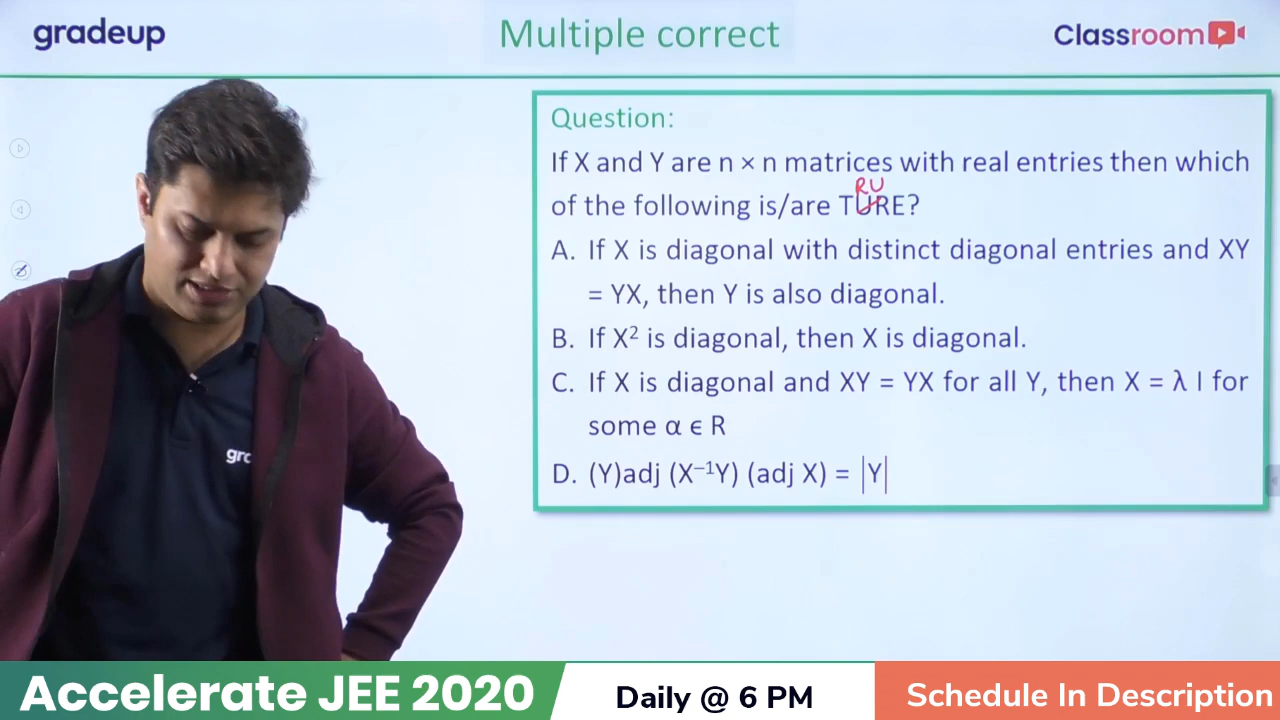 gradeup
Multiple correct
Classroom
Question:
If X and Y are n × n matrices with real entries then which
RU
of the following is/are TURE?
A. If X is diagonal with distinct diagonal entries and XY
= YX, then Y is also diagonal.
B. If X² is diagonal, then X is diagonal.
C. If X is diagonal and XY = YX for all Y, then X = λ I for
some α ϵ R
D. (Y)adj (X⁻¹Y) (adj X) = |Y|
grc
Accelerate JEE 2020
Daily @ 6 PM
Schedule In Description